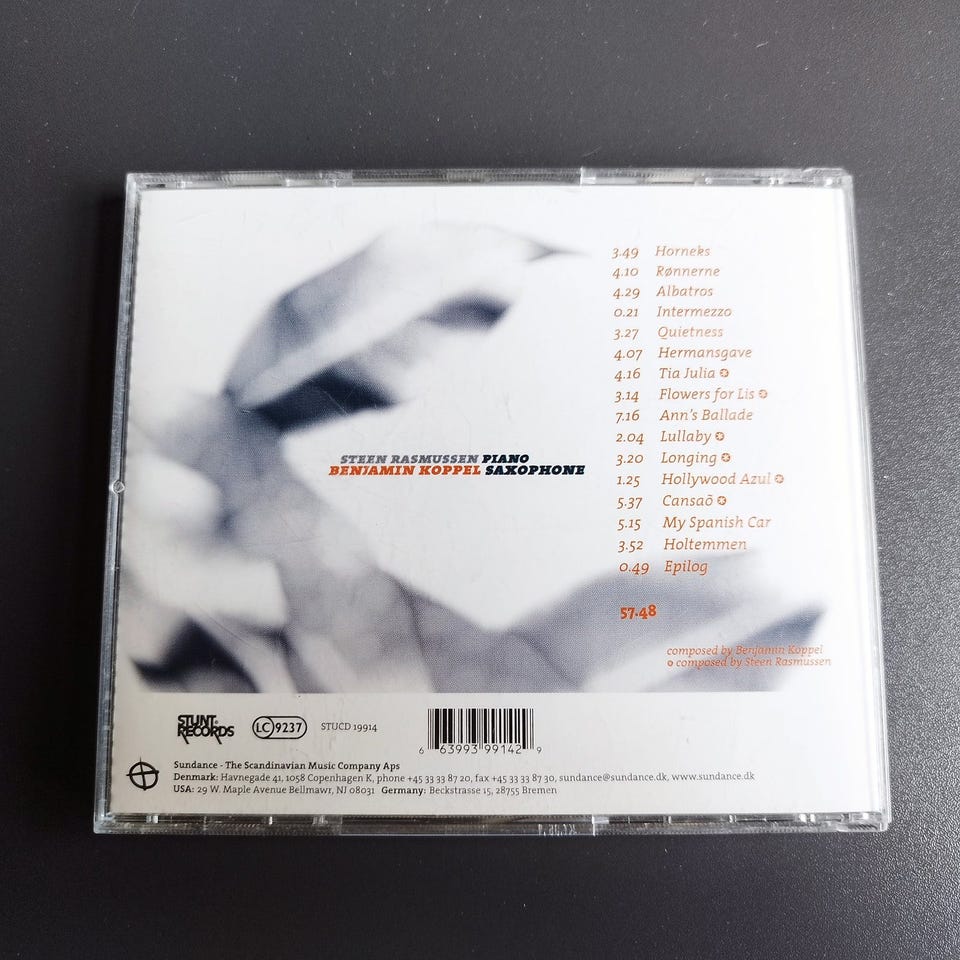 3.49 Horneks
4.10 Rønnerne
4.29 Albatros
0.21 Intermezzo
3.27 Quietness
4.07 Hermansgave
4.16 Tia Julia ✪
3.14 Flowers for Lis ✪
7.16 Ann's Ballade
2.04 Lullaby ✪
3.20 Longing ✪
1.25 Hollywood Azul ✪
5.37 Cansaõ ✪
5.15 My Spanish Car
3.52 Holtemmen
0.49 Epilog
57.48
STEEN RASMUSSEN PIANO
BENJAMIN KOPPEL SAXOPHONE
composed by Benjamin Koppel
✪ composed by Steen Rasmussen
STUNT
RECORDS
LC 9237
STUCD 19914
6 63993 99142 9
Sundance - The Scandinavian Music Company Aps
Denmark: Havnegade 41, 1058 Copenhagen K, phone +45 33 33 87 20, fax +45 33 33 87 30, sundance@sundance.dk, www.sundance.dk
USA: 29 W. Maple Avenue Bellmawr, NJ 08031 Germany: Beckstrasse 15, 28755 Bremen